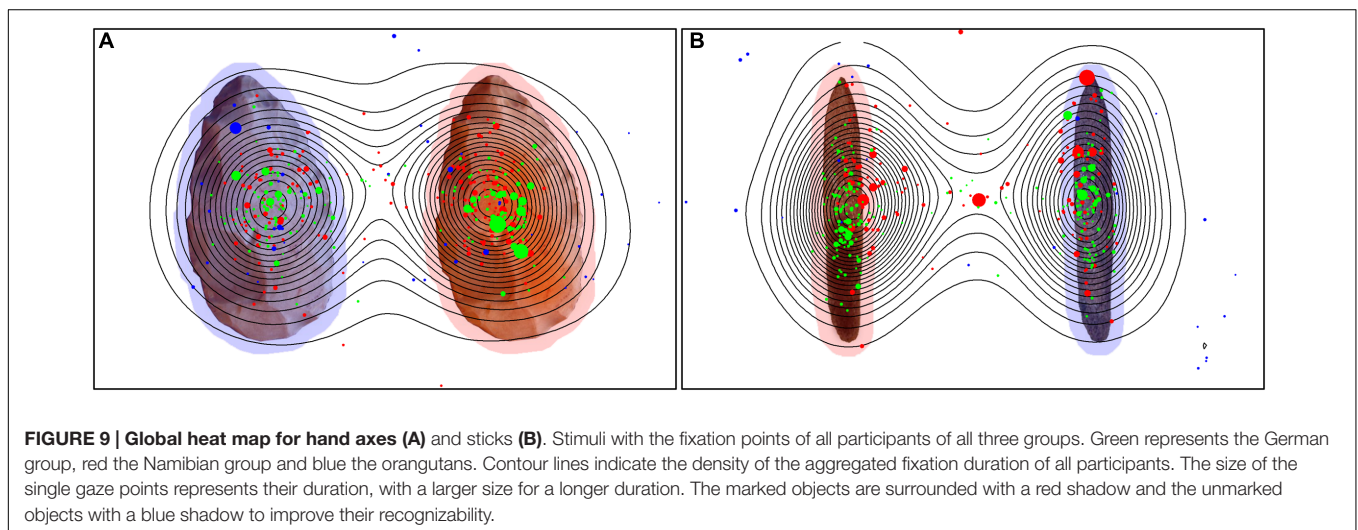 A
B
FIGURE 9 | Global heat map for hand axes (A) and sticks (B). Stimuli with the fixation points of all participants of all three groups. Green represents the German
group, red the Namibian group and blue the orangutans. Contour lines indicate the density of the aggregated fixation duration of all participants. The size of the
single gaze points represents their duration, with a larger size for a longer duration. The marked objects are surrounded with a red shadow and the unmarked
objects with a blue shadow to improve their recognizability.